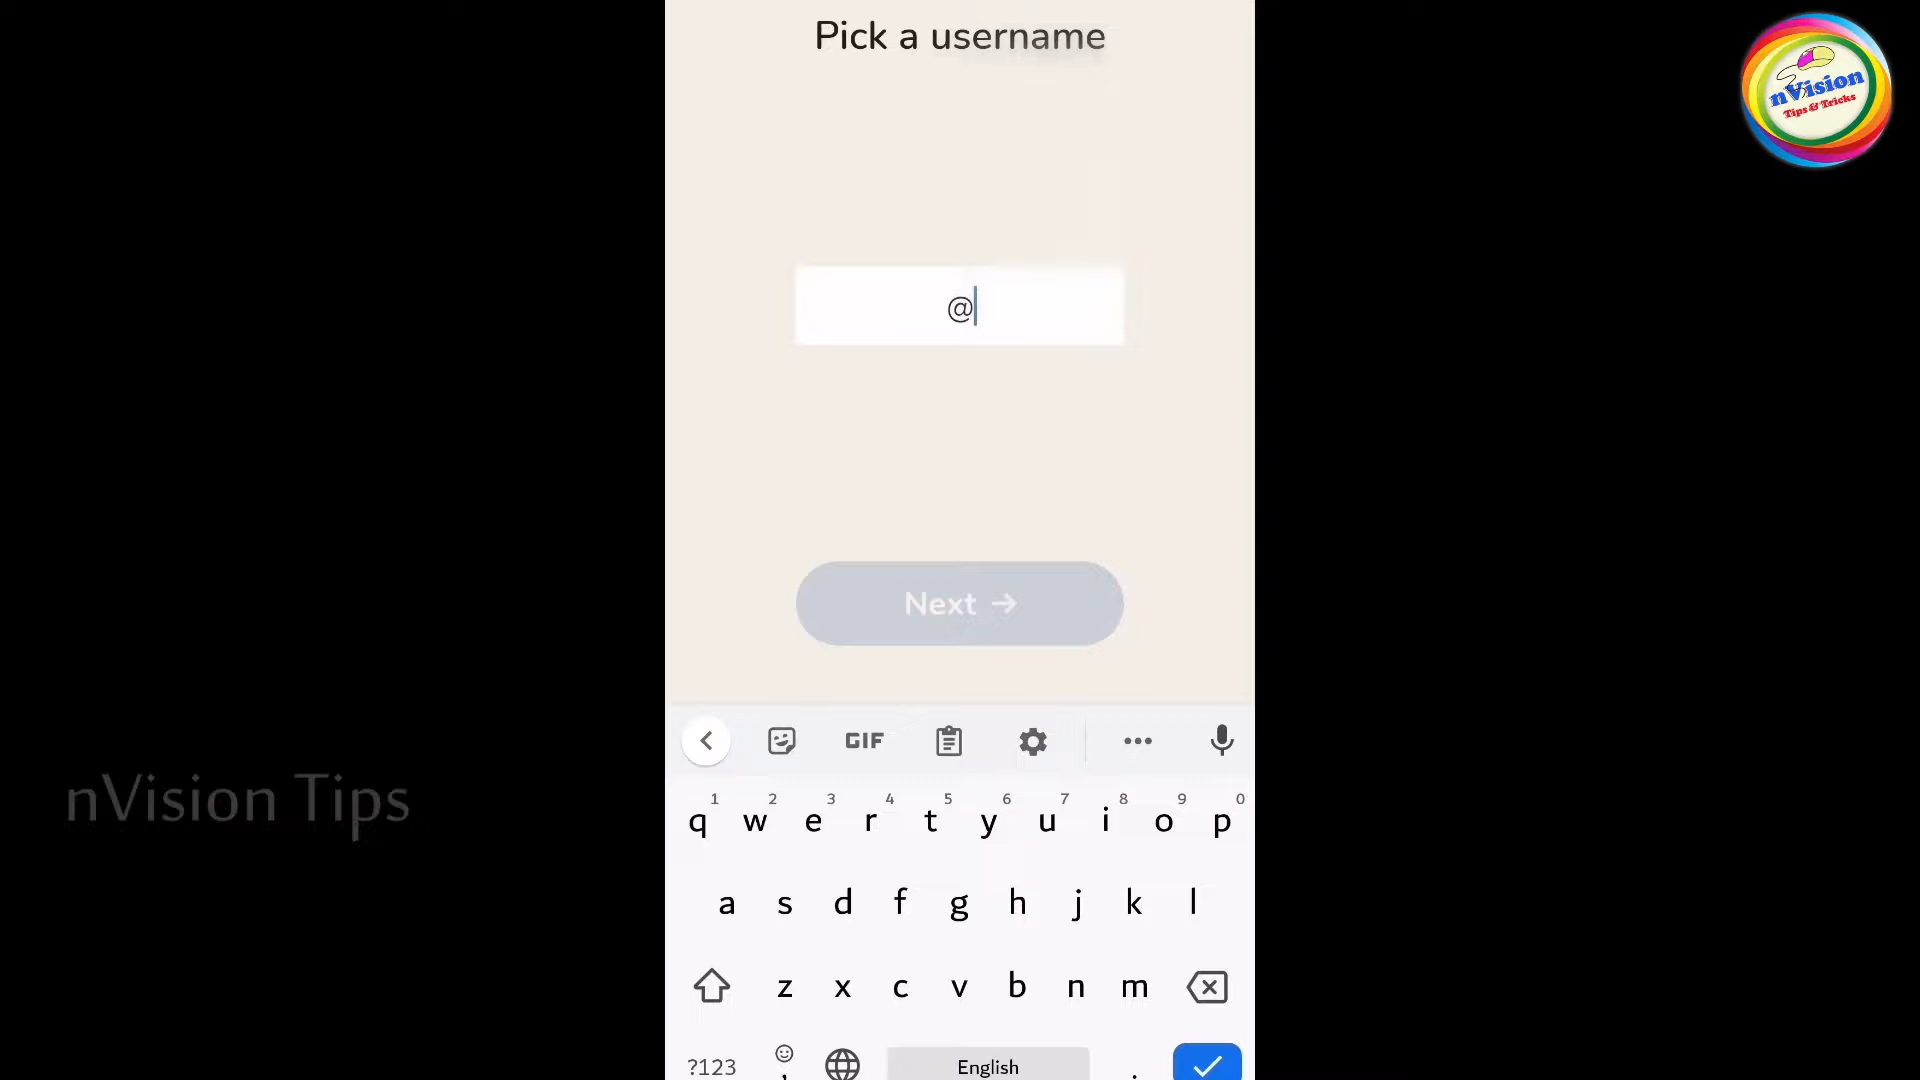 Pick a username
nVision
Tips & Tricks
@
Next →
GIF
1 2 3 4 5 6 7 8 9 0
q w e r t y u i o p
nVision Tips
a s d f g h j k l
z x c v b n m
?123 , English .